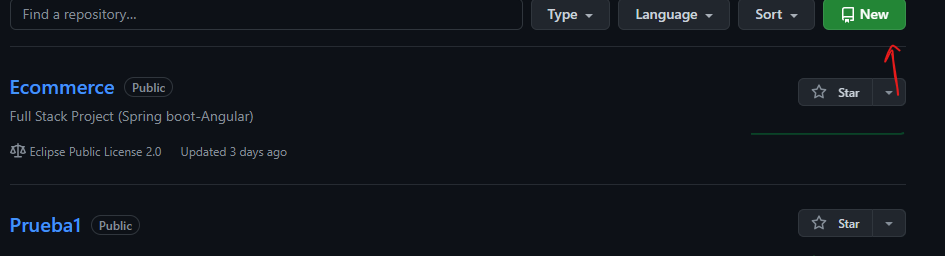 Find a repository...
Type
Language
Sort
New
Ecommerce Public
Star
Full Stack Project (Spring boot-Angular)
Eclipse Public License 2.0 Updated 3 days ago
Prueba1 Public
Star